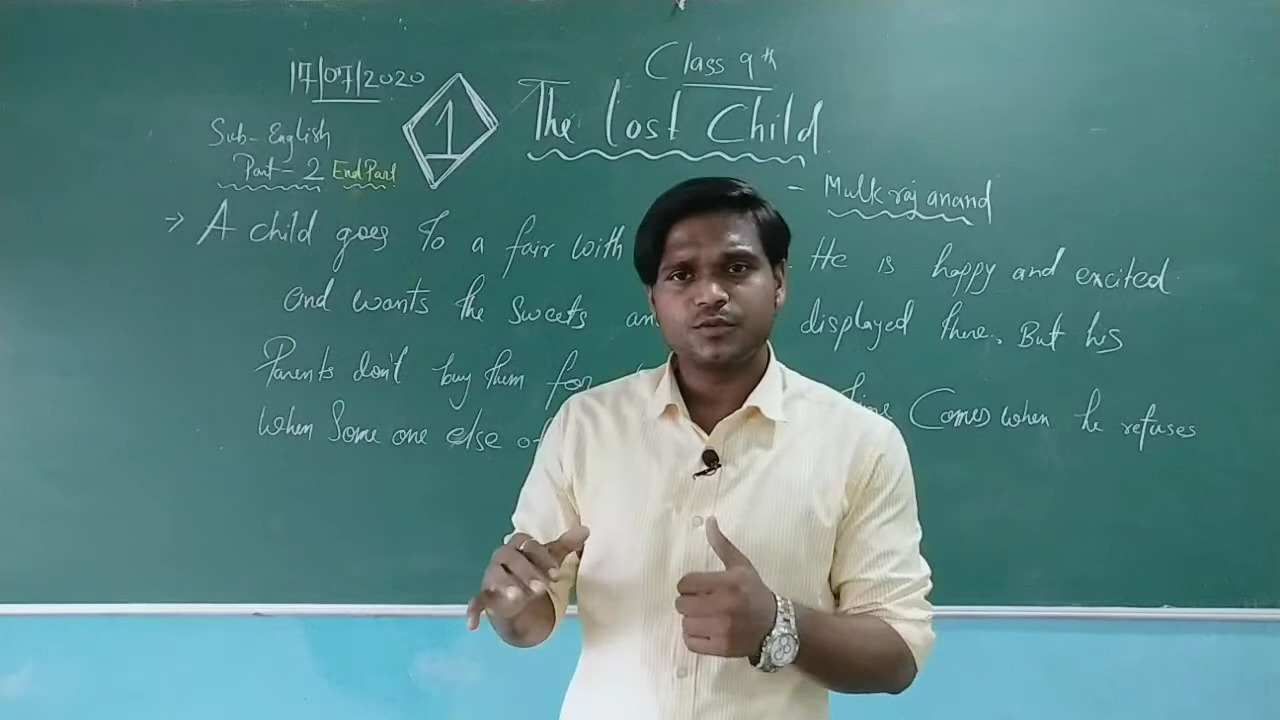 17/07/2020
Class 9th
1
The Lost Child
Sub-English
Part-2 End Part
- Mulk raj anand
→ A child goes to a fair with He is happy and excited
and wants the sweets displayed there. But his
Parents don't buy them for
When Some one else Comes when he refuses